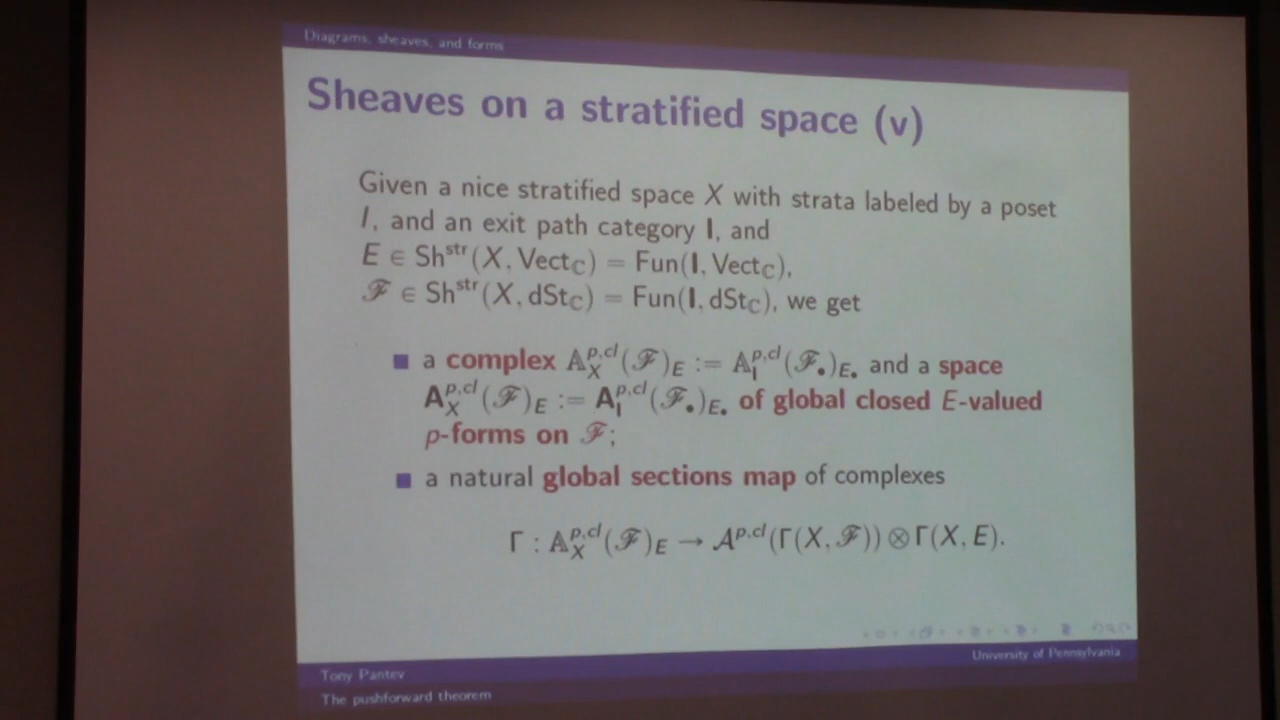 Diagrams, sheaves, and forms
Sheaves on a stratified space (v)
Given a nice stratified space X with strata labeled by a poset
I, and an exit path category 𝐈, and
E ∈ Sh^str(X, Vect_ℂ) = Fun(𝐈, Vect_ℂ),
ℱ ∈ Sh^str(X, dSt_ℂ) = Fun(𝐈, dSt_ℂ), we get
■ a complex 𝔸_X^{p,cl}(ℱ)_E := 𝔸_𝐈^{p,cl}(ℱ_•)_{E_•} and a space
𝐀_X^{p,cl}(ℱ)_E := 𝐀_𝐈^{p,cl}(ℱ_•)_{E_•} of global closed E-valued
p-forms on ℱ;
■ a natural global sections map of complexes
Γ : 𝔸_X^{p,cl}(ℱ)_E → 𝒜^{p,cl}(Γ(X, ℱ)) ⊗ Γ(X, E).
University of Pennsylvania
Tony Pantev
The pushforward theorem